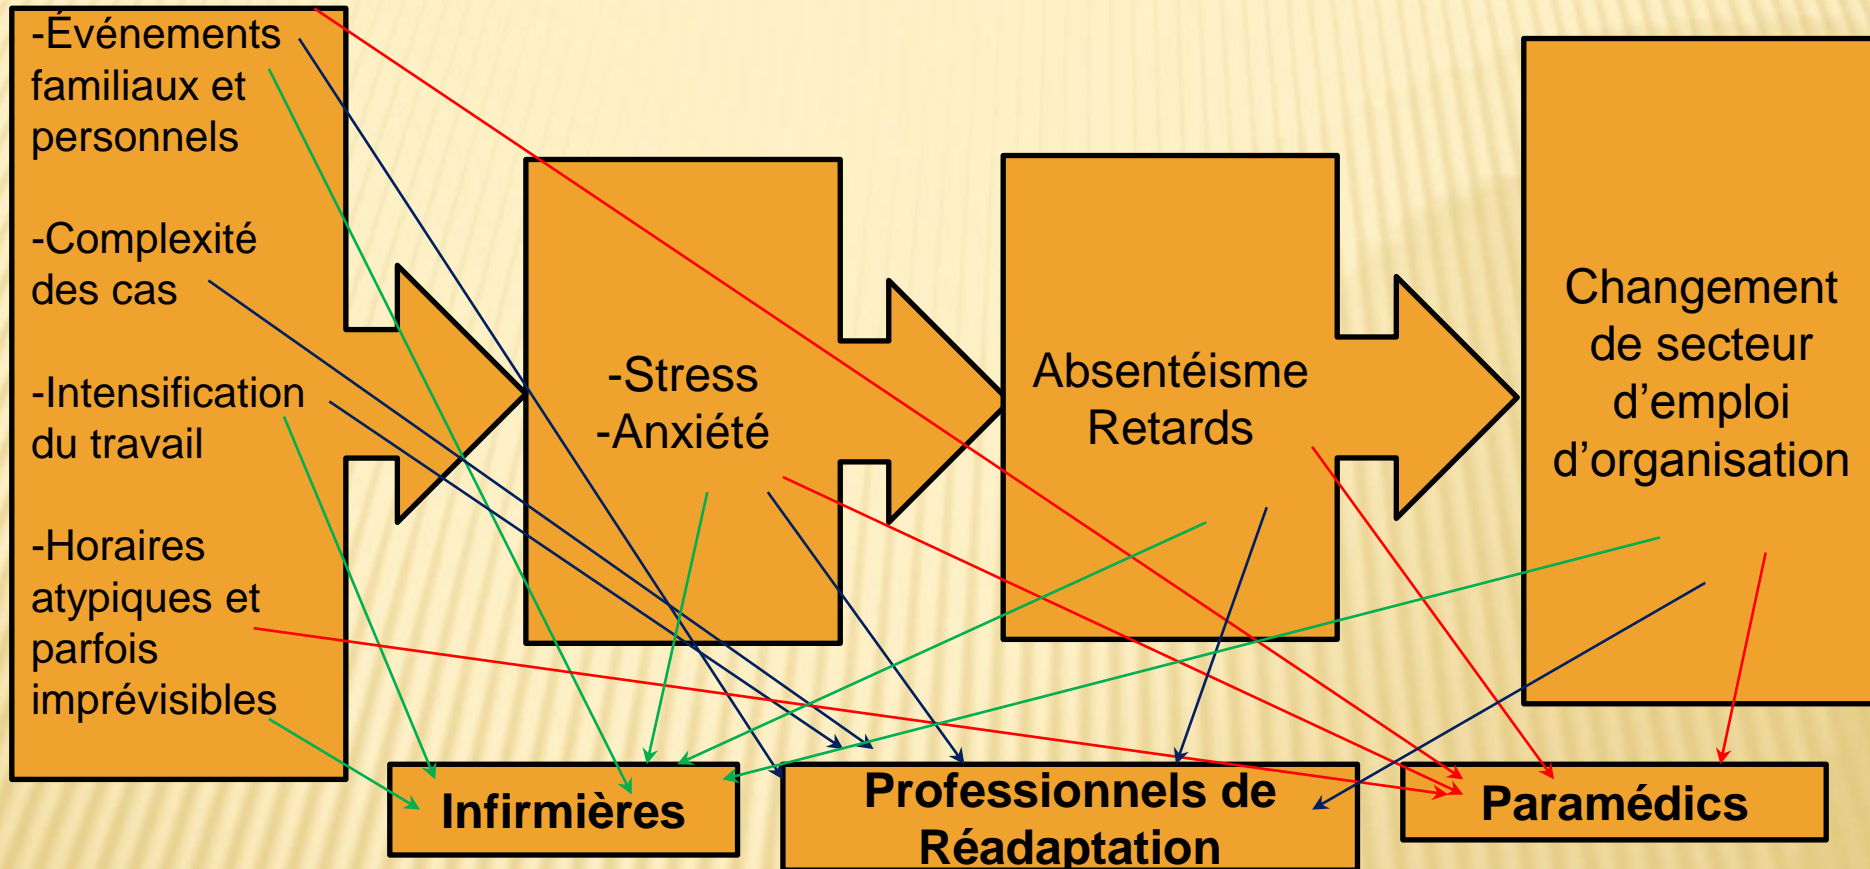 -Événements
familiaux et
personnels
-Complexité
des cas
-Intensification
du travail
-Horaires
atypiques et
parfois
imprévisibles
-Stress
-Anxiété
Absentéisme
Retards
Changement
de secteur
d’emploi
d’organisation
Infirmières
Professionnels de
Réadaptation
Paramédics